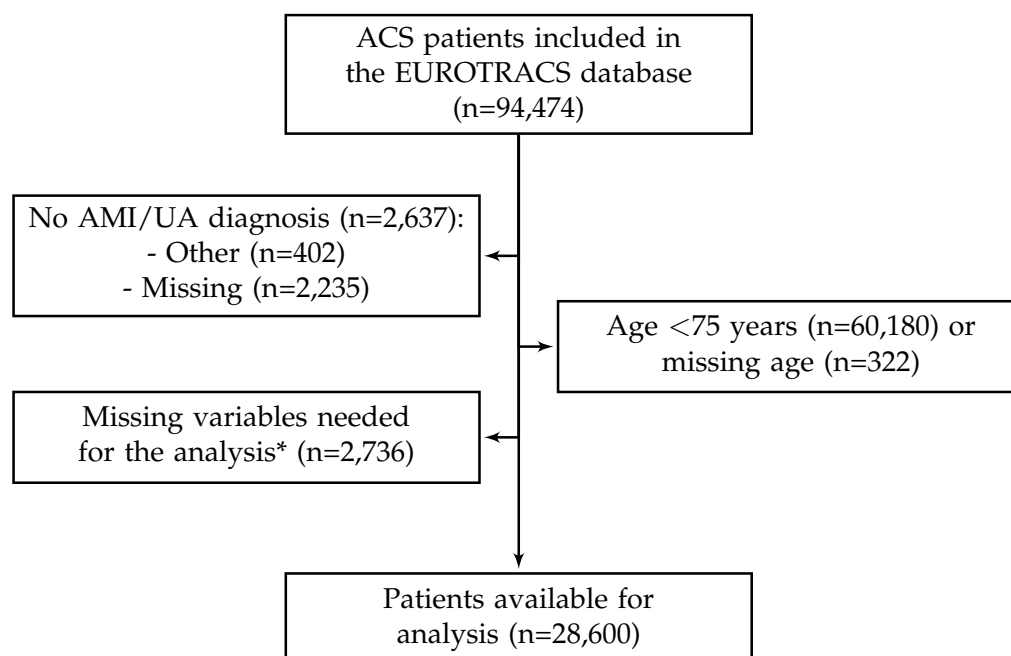 ACS patients included in
the EUROTRACS database
(n=94,474)
No AMI/UA diagnosis (n=2,637):
- Other (n=402)
- Missing (n=2,235)
Age <75 years (n=60,180) or
missing age (n=322)
Missing variables needed
for the analysis* (n=2,736)
Patients available for
analysis (n=28,600)